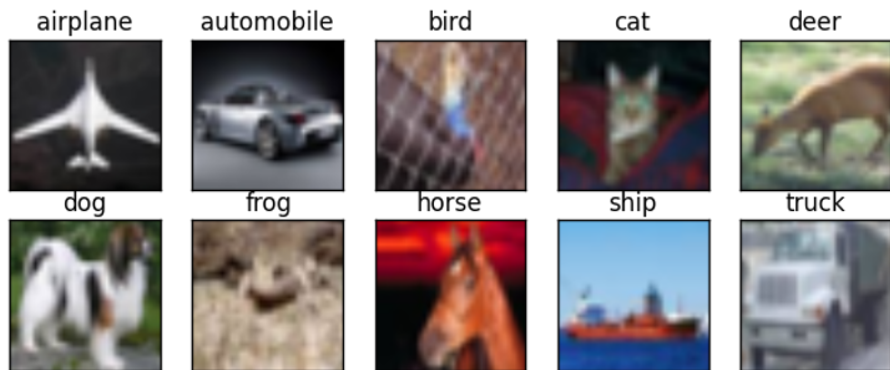 airplane automobile bird cat deer
dog frog horse ship truck